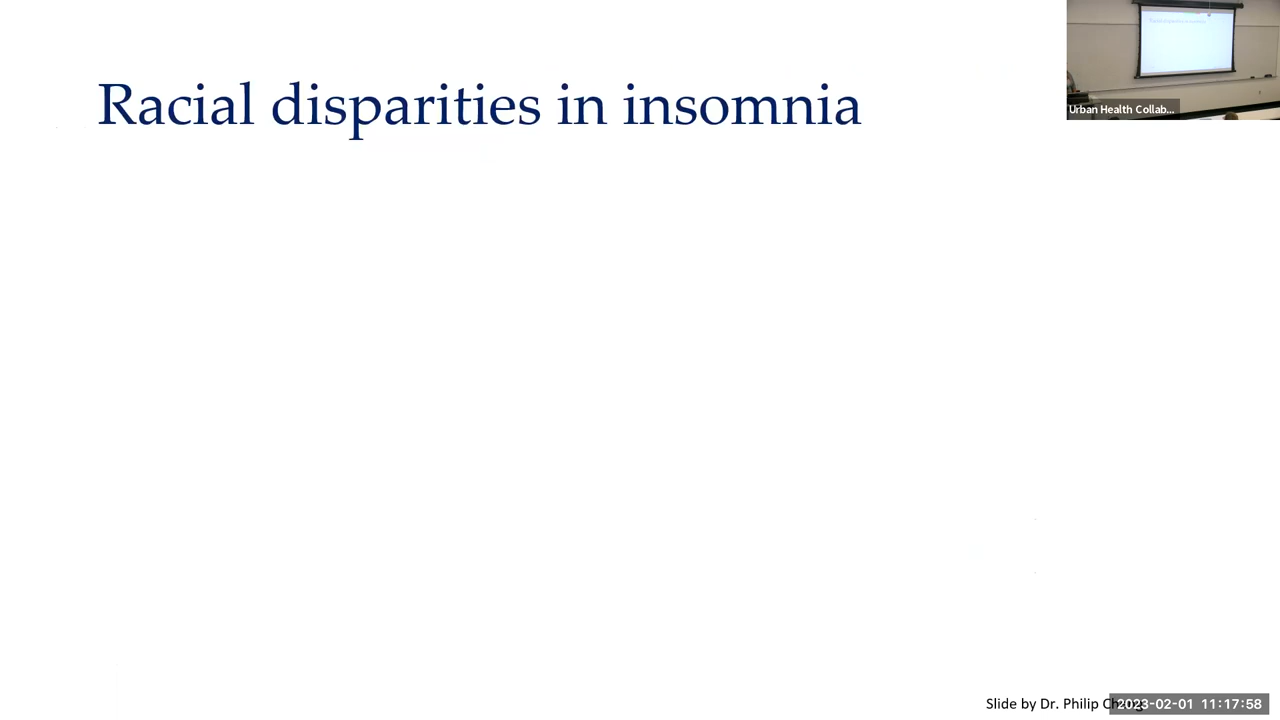 Racial disparities in insomnia
Urban Health Collab...
Slide by Dr. Philip
2023-02-01 11:17:58